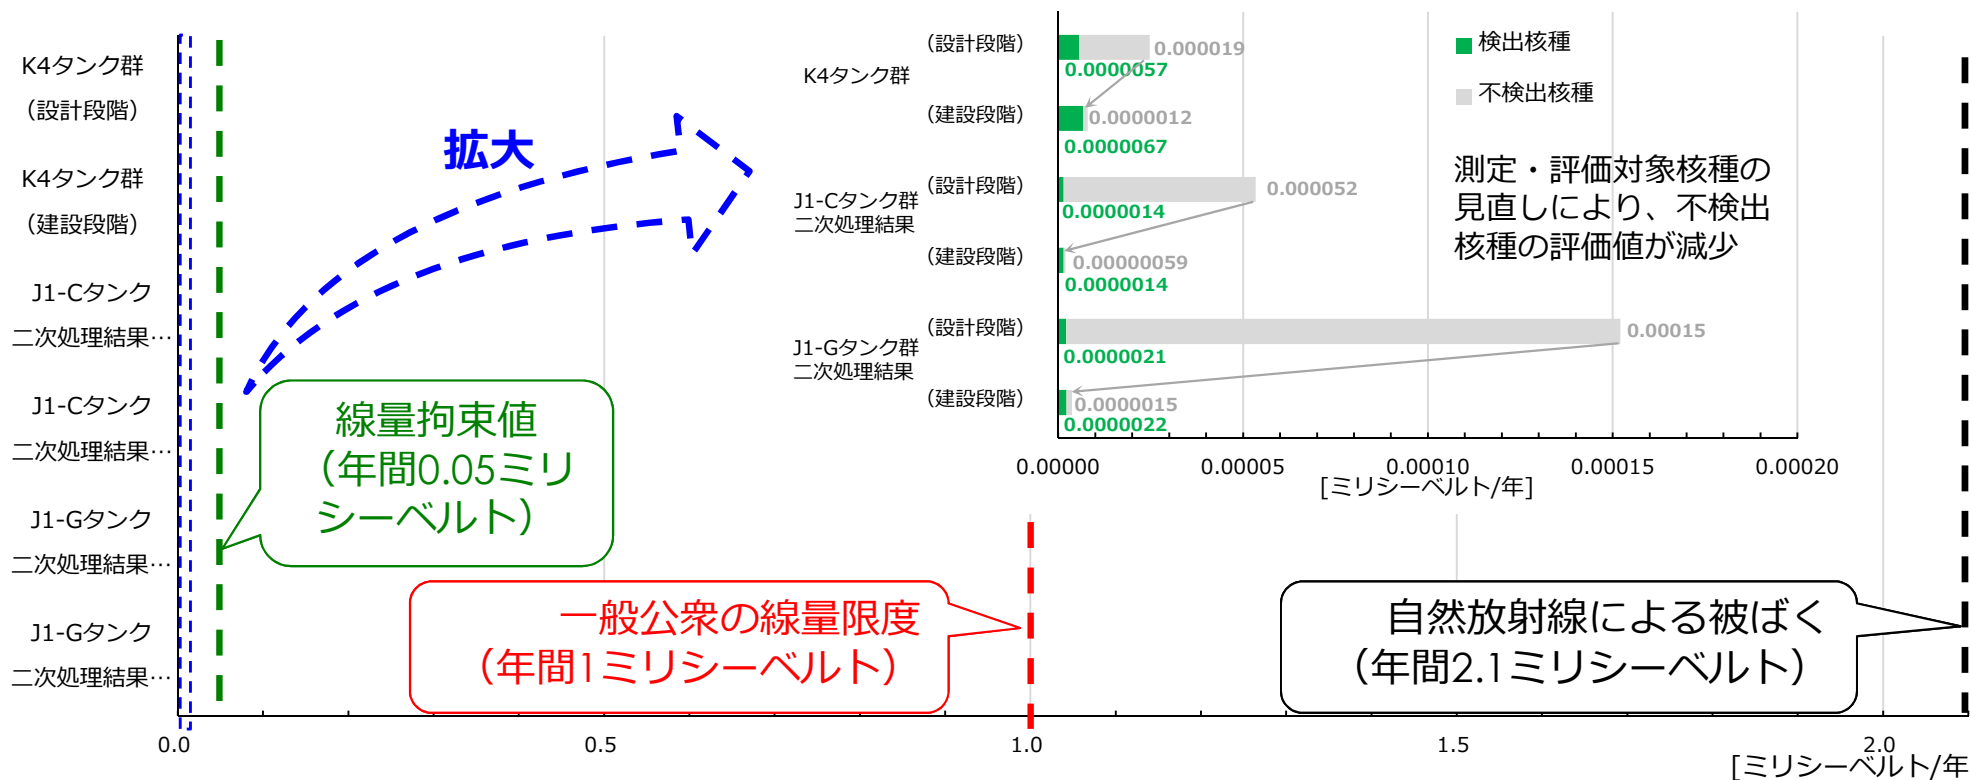 K4タンク群
（設計段階）
K4タンク群
（建設段階）
J1-Cタンク
二次処理結果…
J1-Cタンク
二次処理結果…
J1-Gタンク
二次処理結果…
J1-Gタンク
二次処理結果…
拡大
線量拘束値
（年間0.05ミリ
シーベルト）
一般公衆の線量限度
（年間1ミリシーベルト）
自然放射線による被ばく
（年間2.1ミリシーベルト）
0.0
0.5
1.0
1.5
2.0
[ミリシーベルト/年
K4タンク群
（設計段階）
0.000019
0.0000057
（建設段階）
0.0000012
0.0000067
J1-Cタンク群
二次処理結果
（設計段階）
0.000052
0.0000014
（建設段階）
0.00000059
0.0000014
J1-Gタンク群
二次処理結果
（設計段階）
0.00015
0.0000021
（建設段階）
0.0000015
0.0000022
0.00000
0.00005
0.00010
0.00015
0.00020
[ミリシーベルト/年]
検出核種
不検出核種
測定・評価対象核種の
見直しにより、不検出
核種の評価値が減少